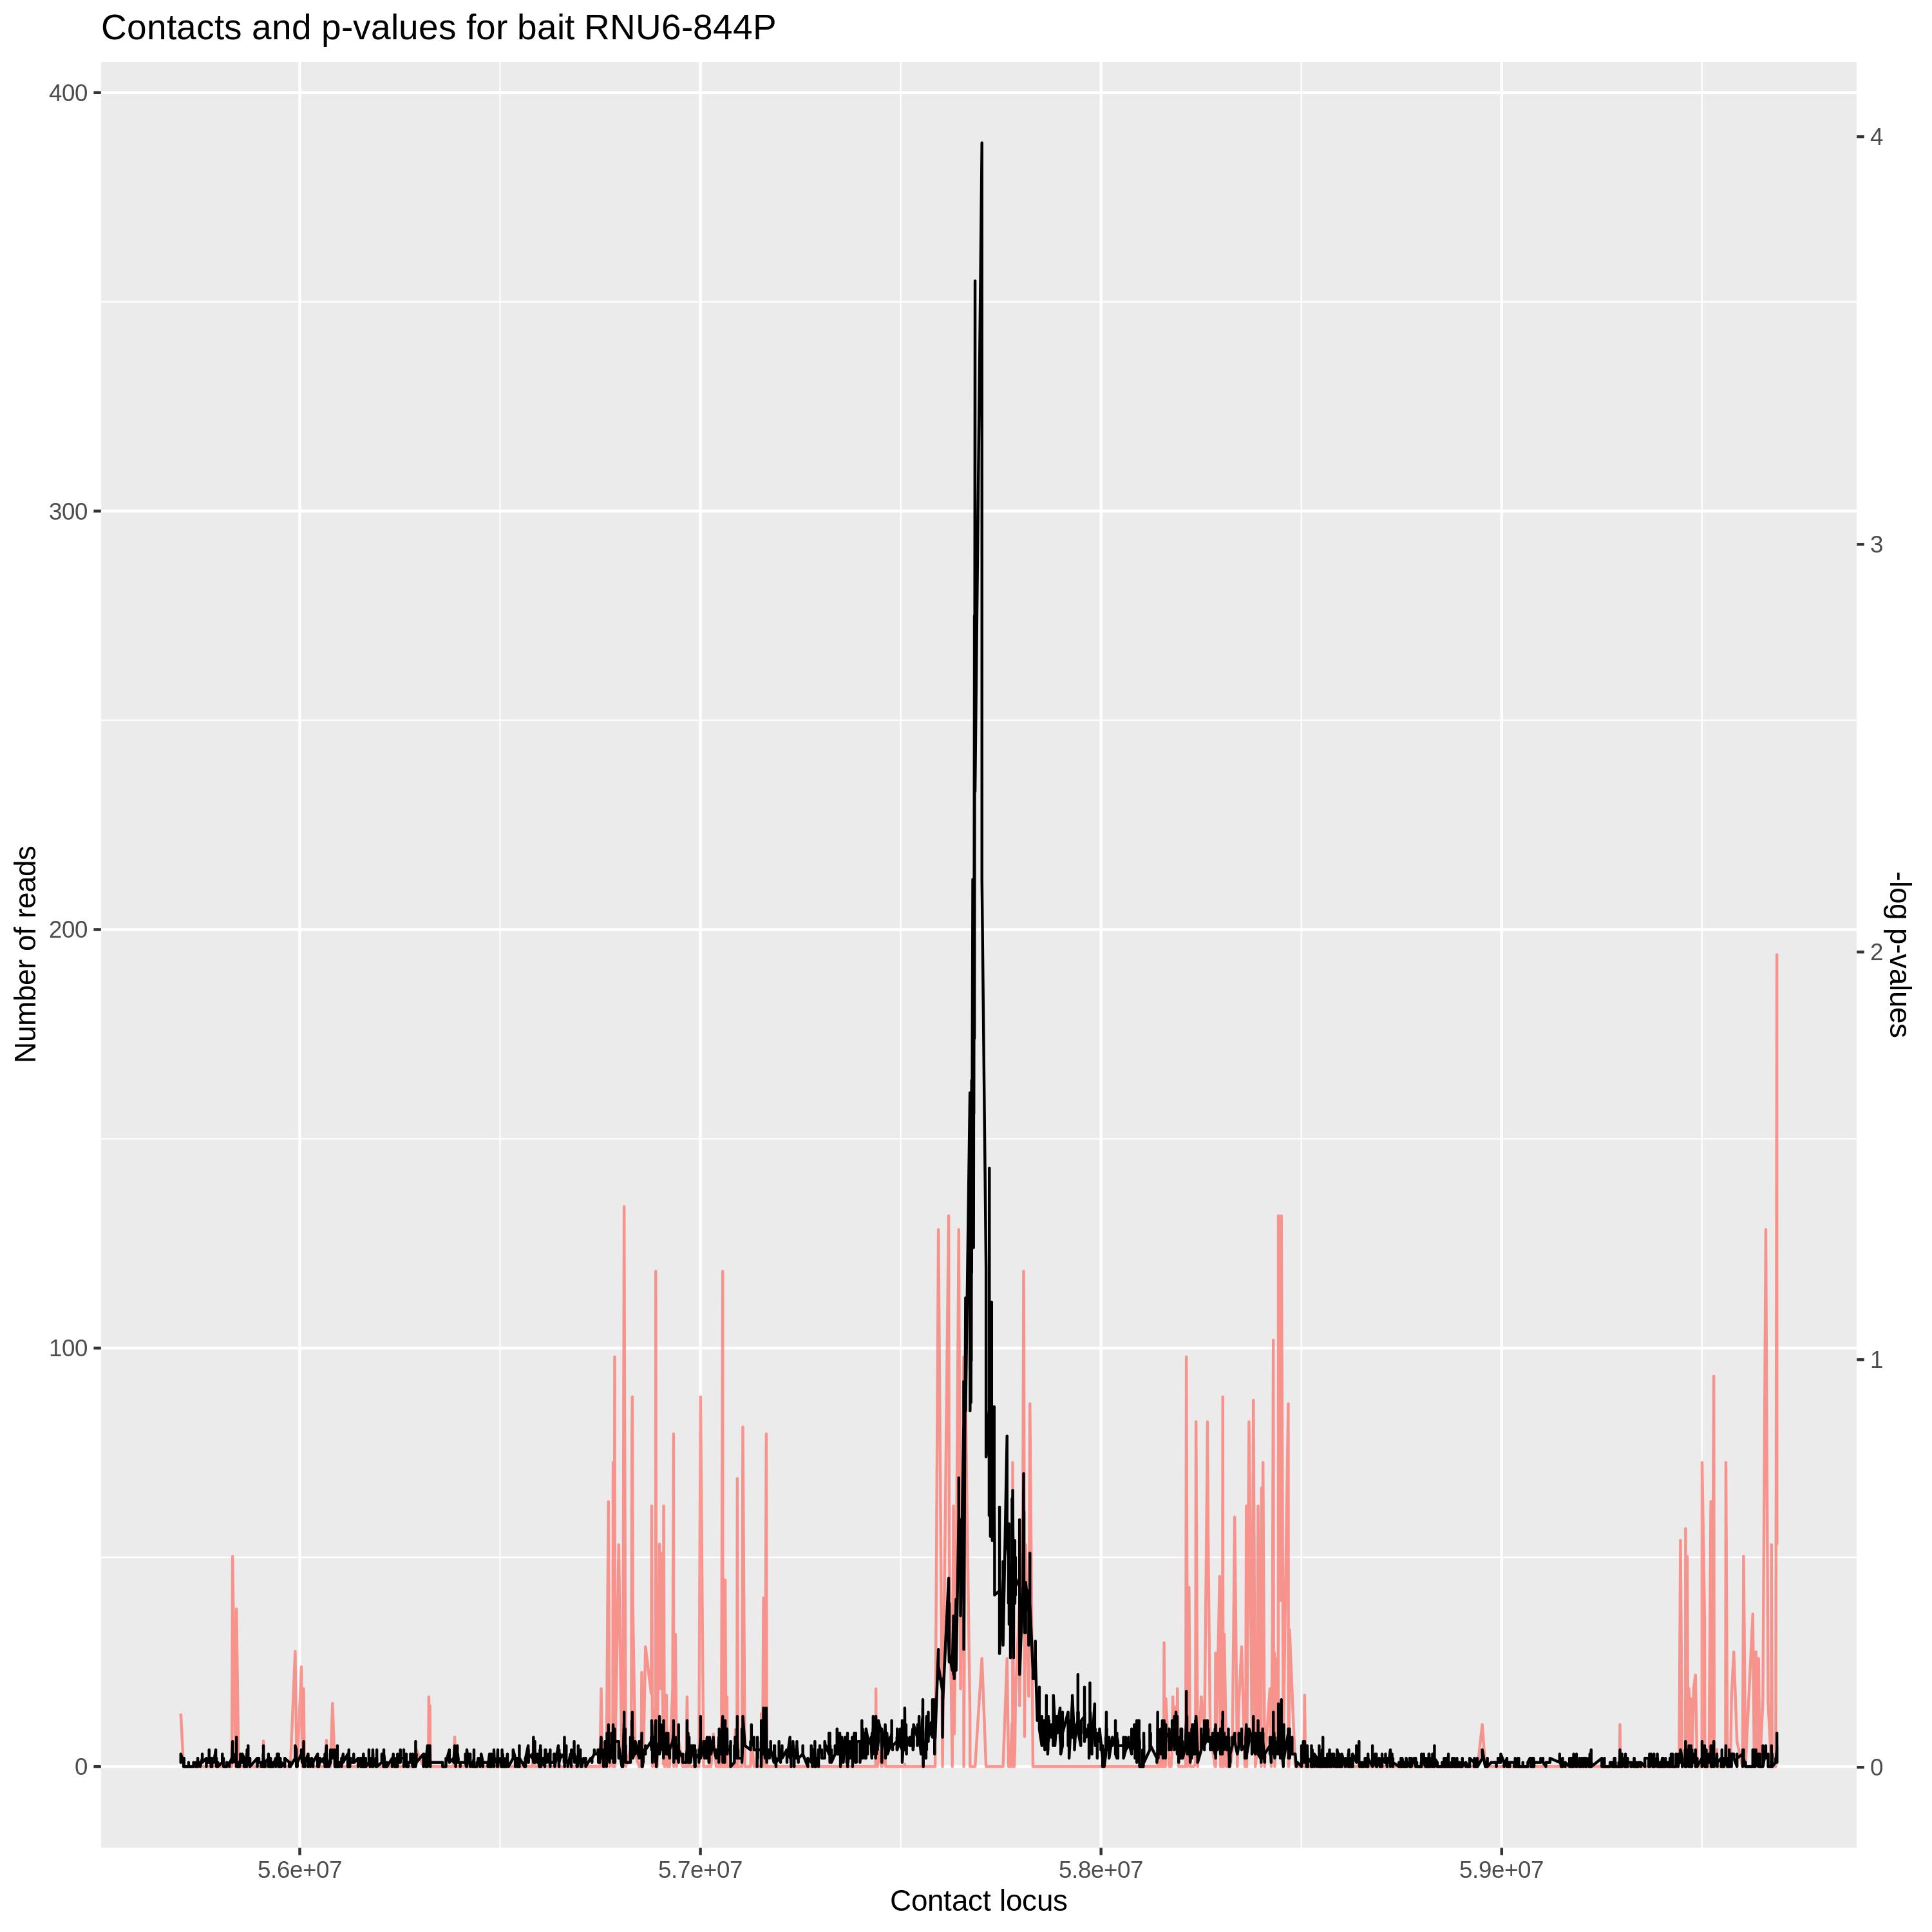 Contacts and p-values for bait RNU6-844P
400
300
200
100
0
4
3
2
1
0
Number of reads
-log p-values
5.6e+07
5.7e+07
5.8e+07
5.9e+07
Contact locus